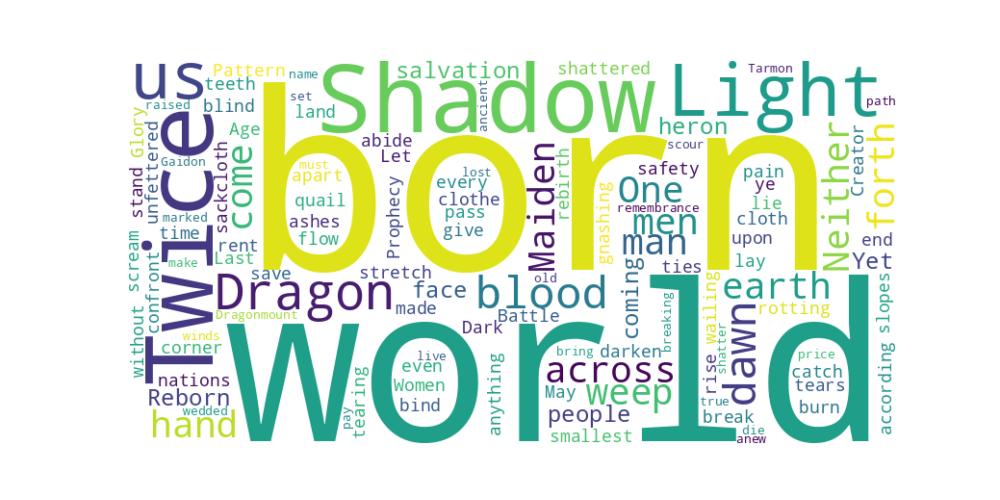 us
Pattern
name
teeth
Shadow
salvation
shattered
Light
Tarmon
raised
blind
set
land
ancient
path
Glory
Twice
Age
born
abide
Let
heron
scour
Neither
Creator
forth
stand
unfettered
Gaidon
sackcloth
come
must
apart
quail
ashes
flow
lost
every
clothe
pass
give
Prophecy
Maiden
rebirth
gnashing
safety
One
remembrance
men
man
pain
ye
lie
cloth
upon
marked
time
rent
Last
make
save
stretch
lay
ties
end
Yet
without
scream
confront
Dragon
made
face
old
blood
coming
breaking
wailing
earth
rotting
slopes
Dragonmount
Battle
Dark
winds
corner
World
live
even
Women
bind
bring
darken
across
shatter
rise
dawn
price
catch
tears
burn
according
nations
Reborn
wedded
hand
pay
tearing
anything
May
weep
people
smallest
true
break
die
anew